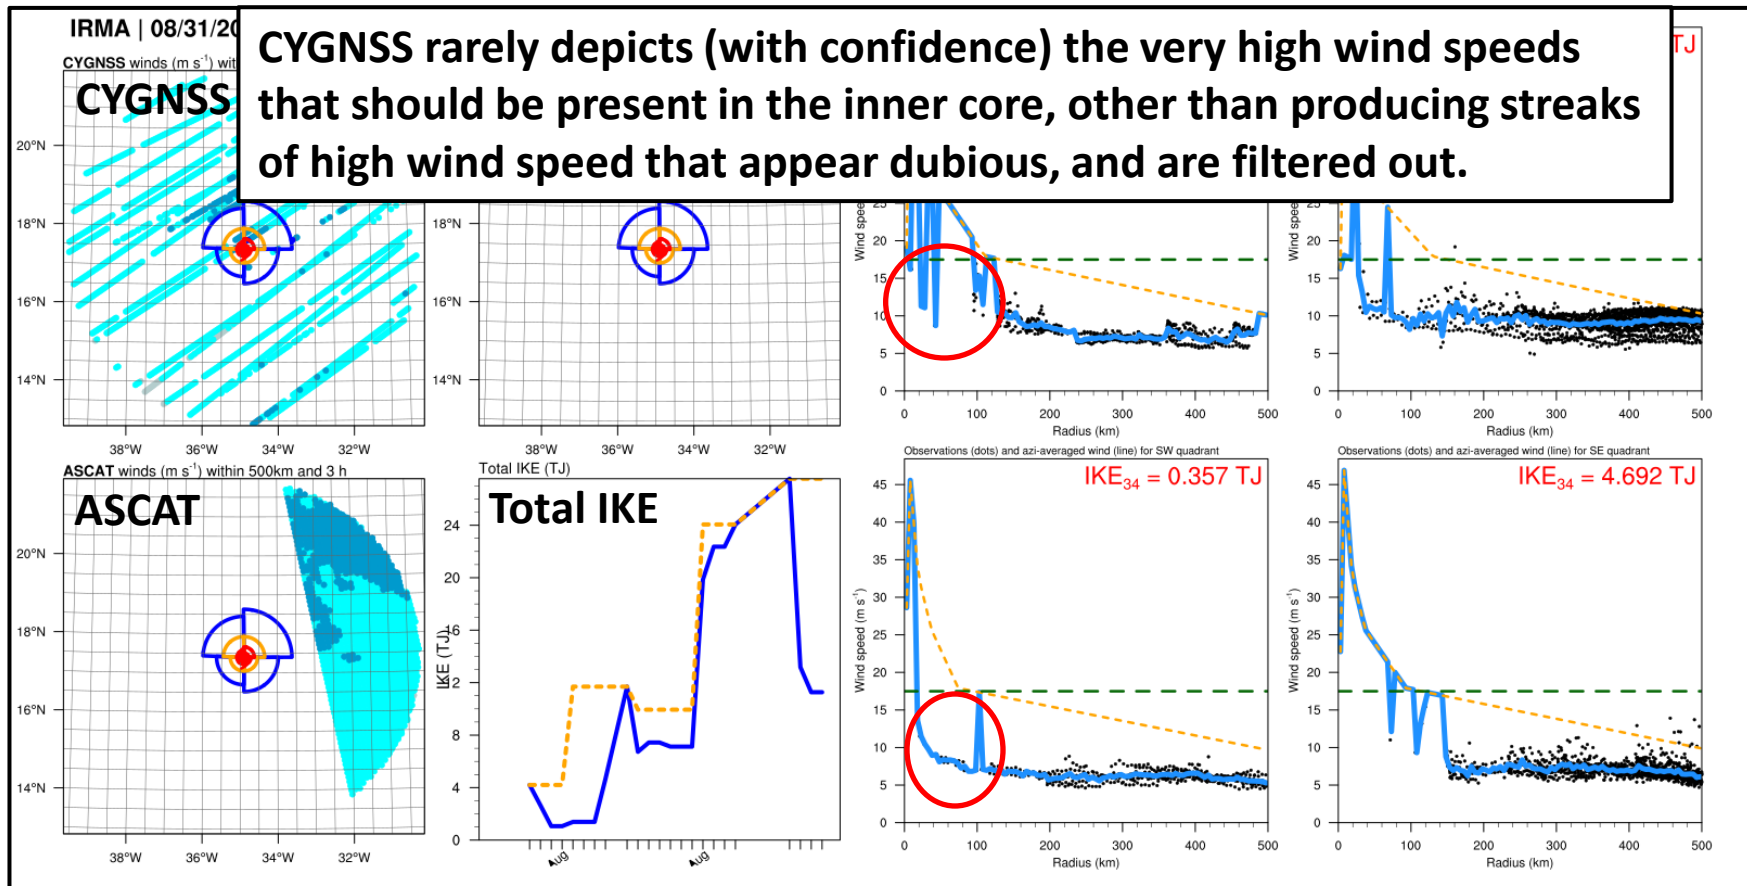 IRMA | 08/31/20
CYGNSS rarely depicts (with confidence) the very high wind speeds
that should be present in the inner core, other than producing streaks
of high wind speed that appear dubious, and are filtered out.
TJ
CYGNSS winds (m s⁻¹) wit
CYGNSS
20°N
18°N
16°N
14°N
38°W 36°W 34°W 32°W
18°N
16°N
14°N
38°W 36°W 34°W 32°W
Wind speed
25
20
15
10
5
0
0 100 200 300 400 500
Radius (km)
Wind speed
25
20
15
10
5
0
0 100 200 300 400 500
Radius (km)
ASCAT winds (m s⁻¹) within 500km and 3 h
ASCAT
20°N
18°N
16°N
14°N
38°W 36°W 34°W 32°W
Total IKE (TJ)
Total IKE
IKE (TJ)
24
20
16
12
8
4
0
Aug Aug
Observations (dots) and azi-averaged wind (line) for SW quadrant
IKE₃₄ = 0.357 TJ
Wind speed (m s⁻¹)
45
40
35
30
25
20
15
10
5
0
0 100 200 300 400 500
Radius (km)
Observations (dots) and azi-averaged wind (line) for SE quadrant
IKE₃₄ = 4.692 TJ
Wind speed (m s⁻¹)
45
40
35
30
25
20
15
10
5
0
0 100 200 300 400 500
Radius (km)